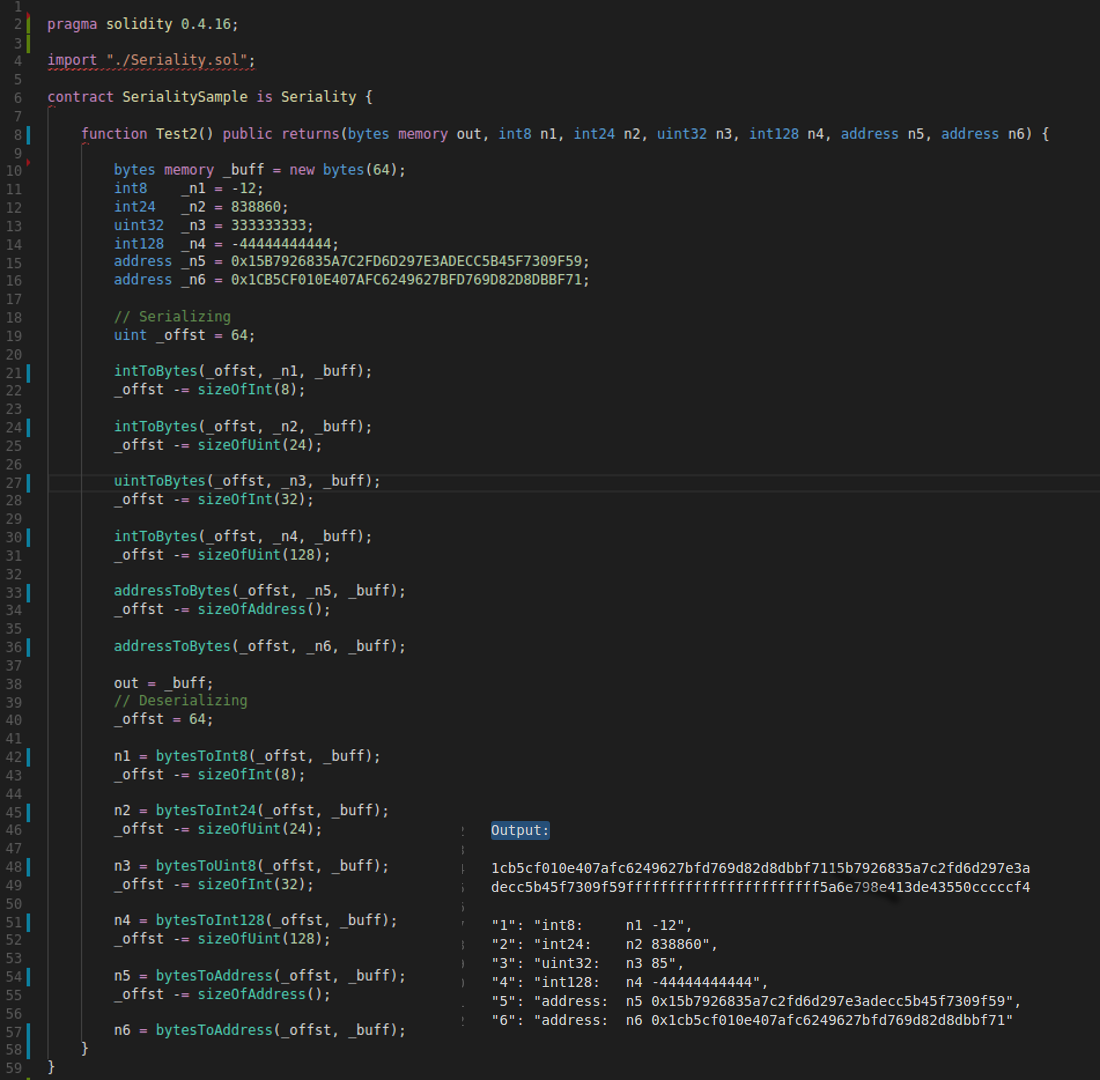 1
2 pragma solidity 0.4.16;
3
4 import "./Seriality.sol";
5
6 contract SerialitySample is Seriality {
7
8 function Test2() public returns(bytes memory out, int8 n1, int24 n2, uint32 n3, int128 n4, address n5, address n6) {
9
10 bytes memory _buff = new bytes(64);
11 int8 _n1 = -12;
12 int24 _n2 = 838860;
13 uint32 _n3 = 333333333;
14 int128 _n4 = -44444444444;
15 address _n5 = 0x15B7926835A7C2FD6D297E3ADECC5B45F7309F59;
16 address _n6 = 0x1CB5CF010E407AFC6249627BFD769D82D8DBBF71;
17
18 // Serializing
19 uint _offst = 64;
20
21 intToBytes(_offst, _n1, _buff);
22 _offst -= sizeOfInt(8);
23
24 intToBytes(_offst, _n2, _buff);
25 _offst -= sizeOfUint(24);
26
27 uintToBytes(_offst, _n3, _buff);
28 _offst -= sizeOfInt(32);
29
30 intToBytes(_offst, _n4, _buff);
31 _offst -= sizeOfUint(128);
32
33 addressToBytes(_offst, _n5, _buff);
34 _offst -= sizeOfAddress();
35
36 addressToBytes(_offst, _n6, _buff);
37
38 out = _buff;
39 // Deserializing
40 _offst = 64;
41
42 n1 = bytesToInt8(_offst, _buff);
43 _offst -= sizeOfInt(8);
44
45 n2 = bytesToInt24(_offst, _buff);
46 _offst -= sizeOfUint(24);
47
48 n3 = bytesToUint8(_offst, _buff);
49 _offst -= sizeOfInt(32);
50
51 n4 = bytesToInt128(_offst, _buff);
52 _offst -= sizeOfUint(128);
53
54 n5 = bytesToAddress(_offst, _buff);
55 _offst -= sizeOfAddress();
56
57 n6 = bytesToAddress(_offst, _buff);
58 }
59 }
Output:
1cb5cf010e407afc6249627bfd769d82d8dbbf7115b7926835a7c2fd6d297e3a
decc5b45f7309f59fffffffffffffffffffffff5a6e798e413de43550cccccf4
"1": "int8: n1 -12",
"2": "int24: n2 838860",
"3": "uint32: n3 85",
"4": "int128: n4 -44444444444",
"5": "address: n5 0x15b7926835a7c2fd6d297e3adecc5b45f7309f59",
"6": "address: n6 0x1cb5cf010e407afc6249627bfd769d82d8dbbf71"